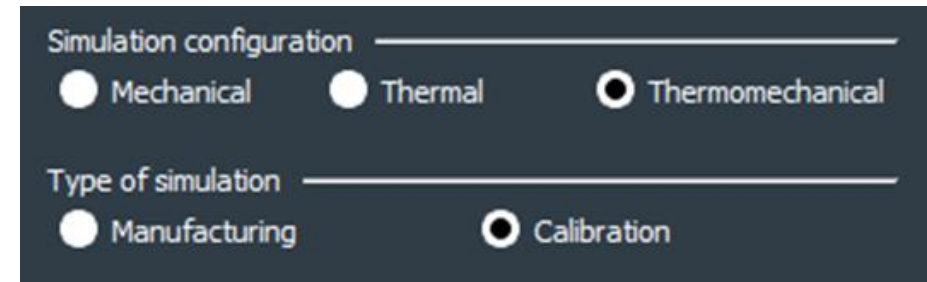 Simulation configuration
Mechanical Thermal Thermomechanical
Type of simulation
Manufacturing Calibration